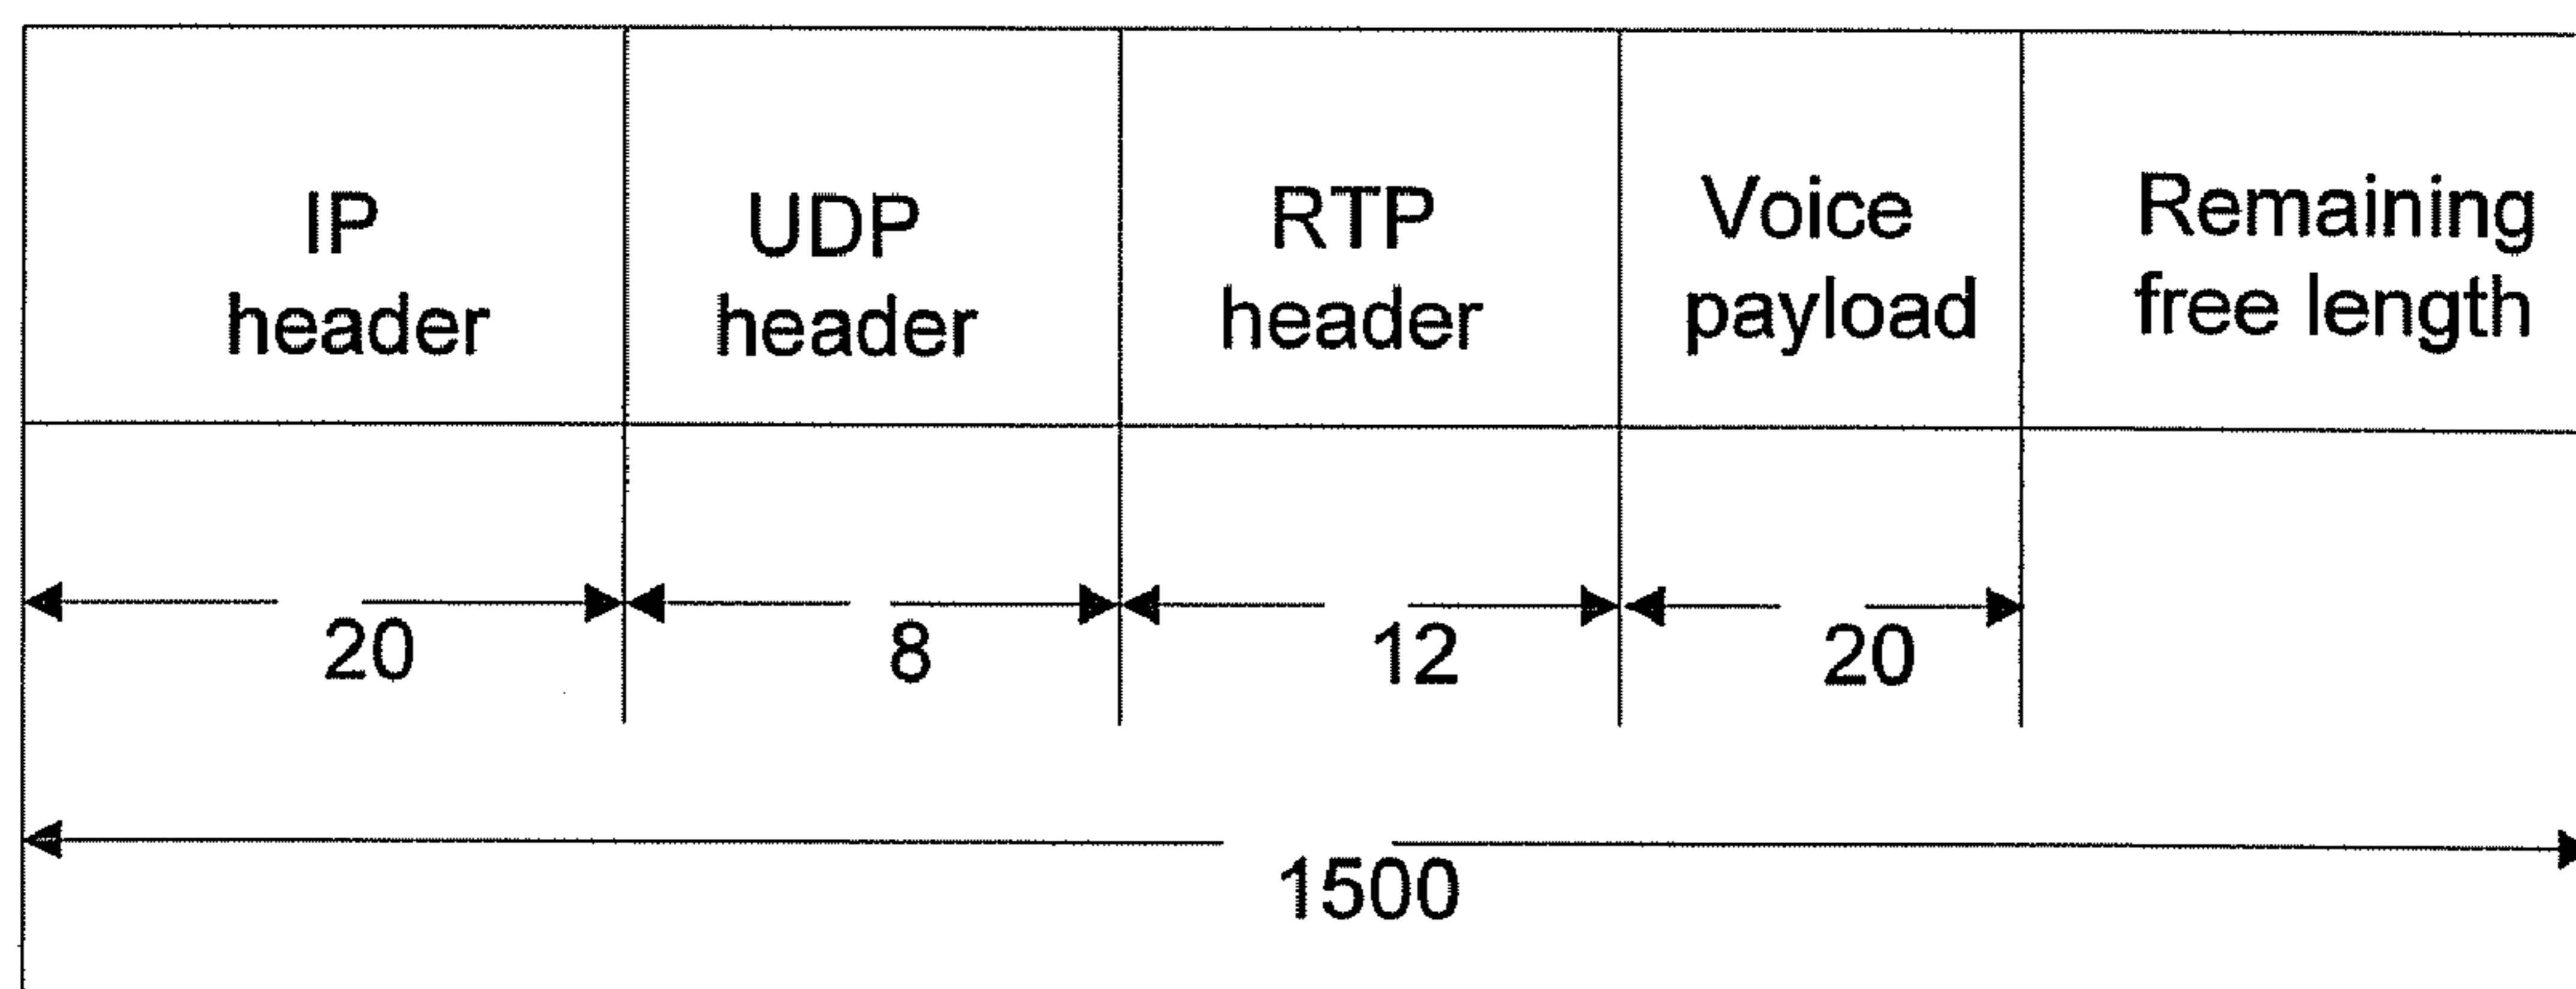 IP
header
UDP
header
RTP
header
Voice
payload
Remaining
free length
20
8
12
20
1500